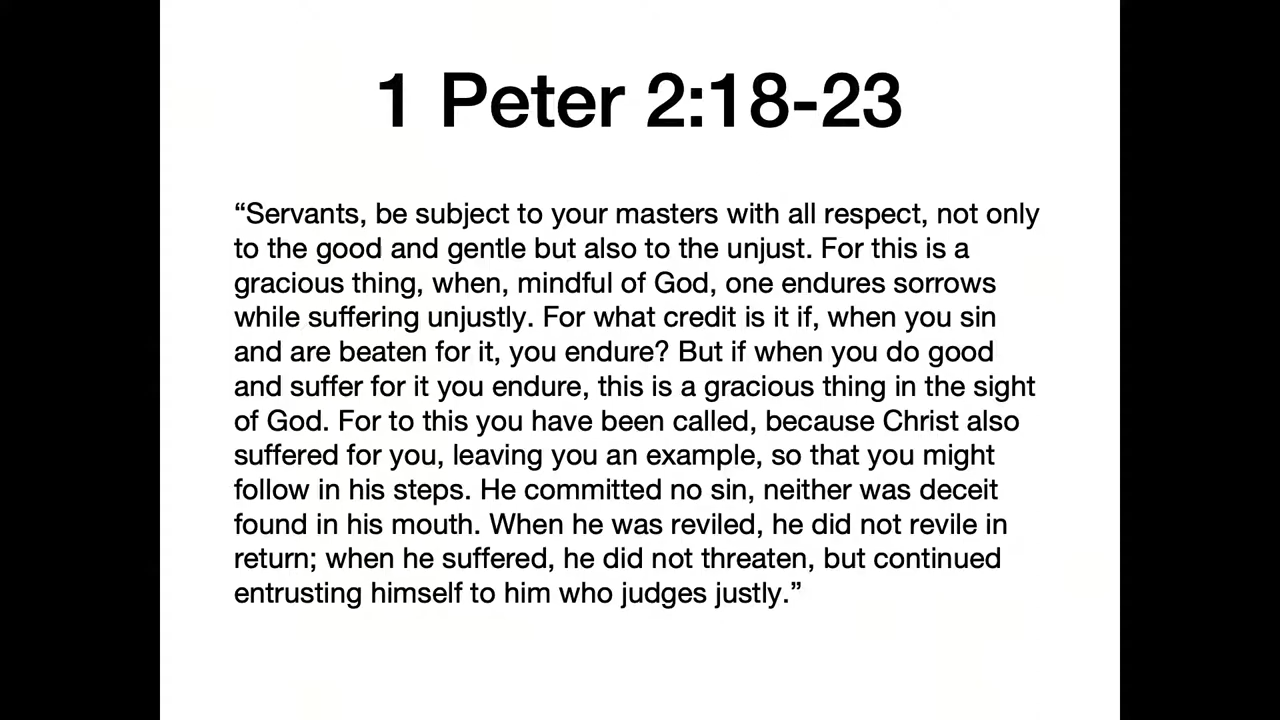 1 Peter 2:18-23
“Servants, be subject to your masters with all respect, not only
to the good and gentle but also to the unjust. For this is a
gracious thing, when, mindful of God, one endures sorrows
while suffering unjustly. For what credit is it if, when you sin
and are beaten for it, you endure? But if when you do good
and suffer for it you endure, this is a gracious thing in the sight
of God. For to this you have been called, because Christ also
suffered for you, leaving you an example, so that you might
follow in his steps. He committed no sin, neither was deceit
found in his mouth. When he was reviled, he did not revile in
return; when he suffered, he did not threaten, but continued
entrusting himself to him who judges justly.”